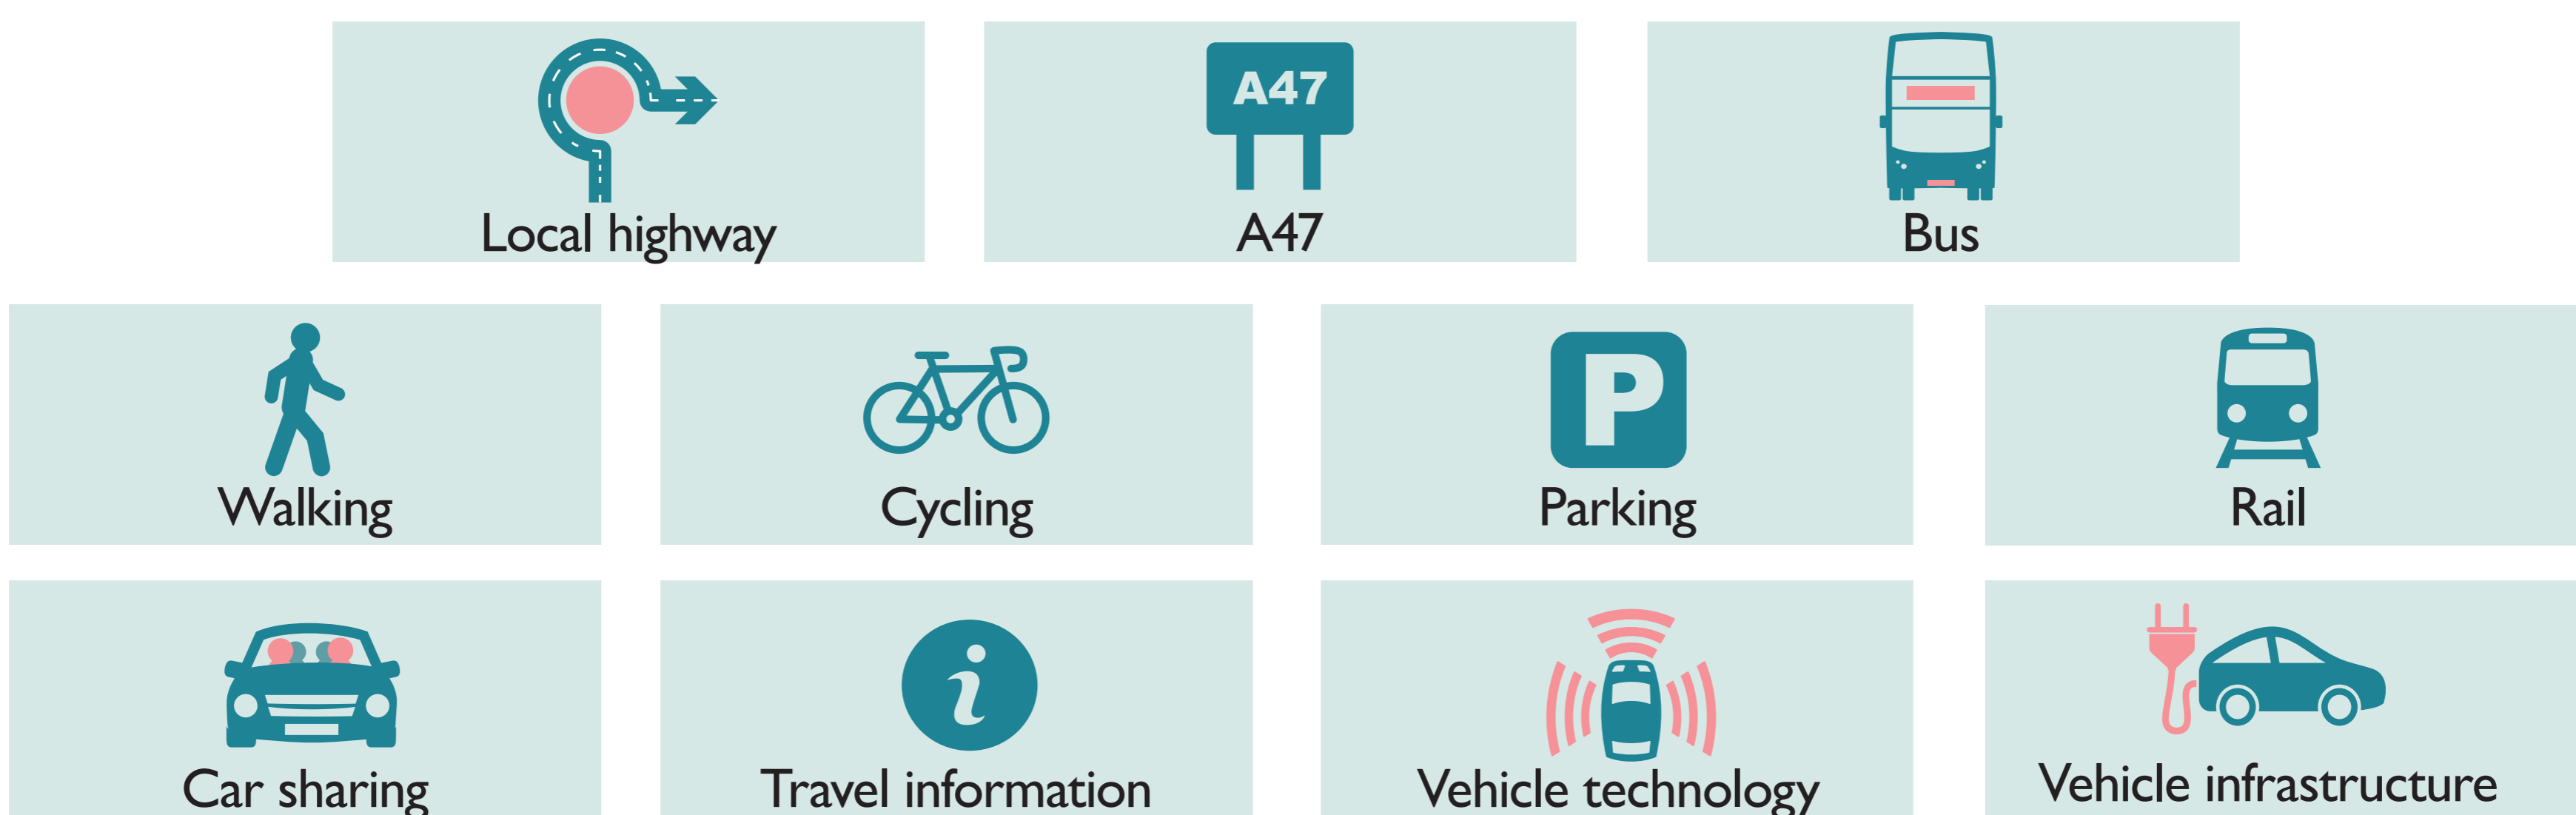 A47
Local highway
A47
Bus
P
Walking
Cycling
Parking
Rail
i
Car sharing
Travel information
Vehicle technology
Vehicle infrastructure